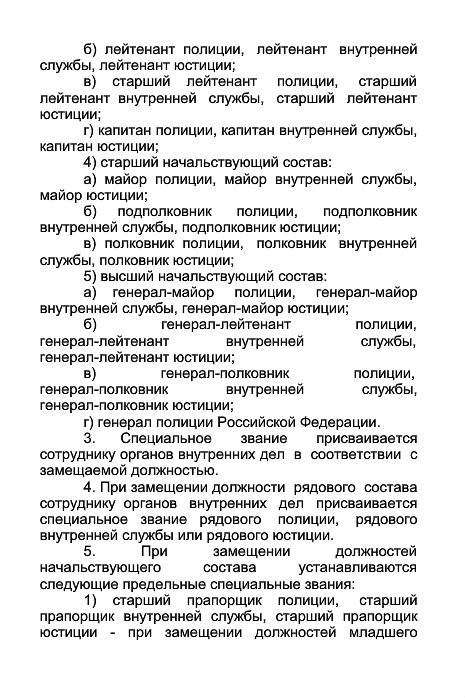 б) лейтенант полиции, лейтенант внутренней
службы, лейтенант юстиции;
в) старший лейтенант полиции, старший
лейтенант внутренней службы, старший лейтенант
юстиции;
г) капитан полиции, капитан внутренней службы,
капитан юстиции;
4) старший начальствующий состав:
а) майор полиции, майор внутренней службы,
майор юстиции;
б) подполковник полиции, подполковник
внутренней службы, подполковник юстиции;
в) полковник полиции, полковник внутренней
службы, полковник юстиции;
5) высший начальствующий состав:
а) генерал-майор полиции, генерал-майор
внутренней службы, генерал-майор юстиции;
б) генерал-лейтенант полиции,
генерал-лейтенант внутренней службы,
генерал-лейтенант юстиции;
в) генерал-полковник полиции,
генерал-полковник внутренней службы,
генерал-полковник юстиции;
г) генерал полиции Российской Федерации.
3. Специальное звание присваивается
сотруднику органов внутренних дел в соответствии с
замещаемой должностью.
4. При замещении должности рядового состава
сотруднику органов внутренних дел присваивается
специальное звание рядового полиции, рядового
внутренней службы или рядового юстиции.
5. При замещении должностей
начальствующего состава устанавливаются
следующие предельные специальные звания:
1) старший прапорщик полиции, старший
прапорщик внутренней службы, старший прапорщик
юстиции - при замещении должностей младшего